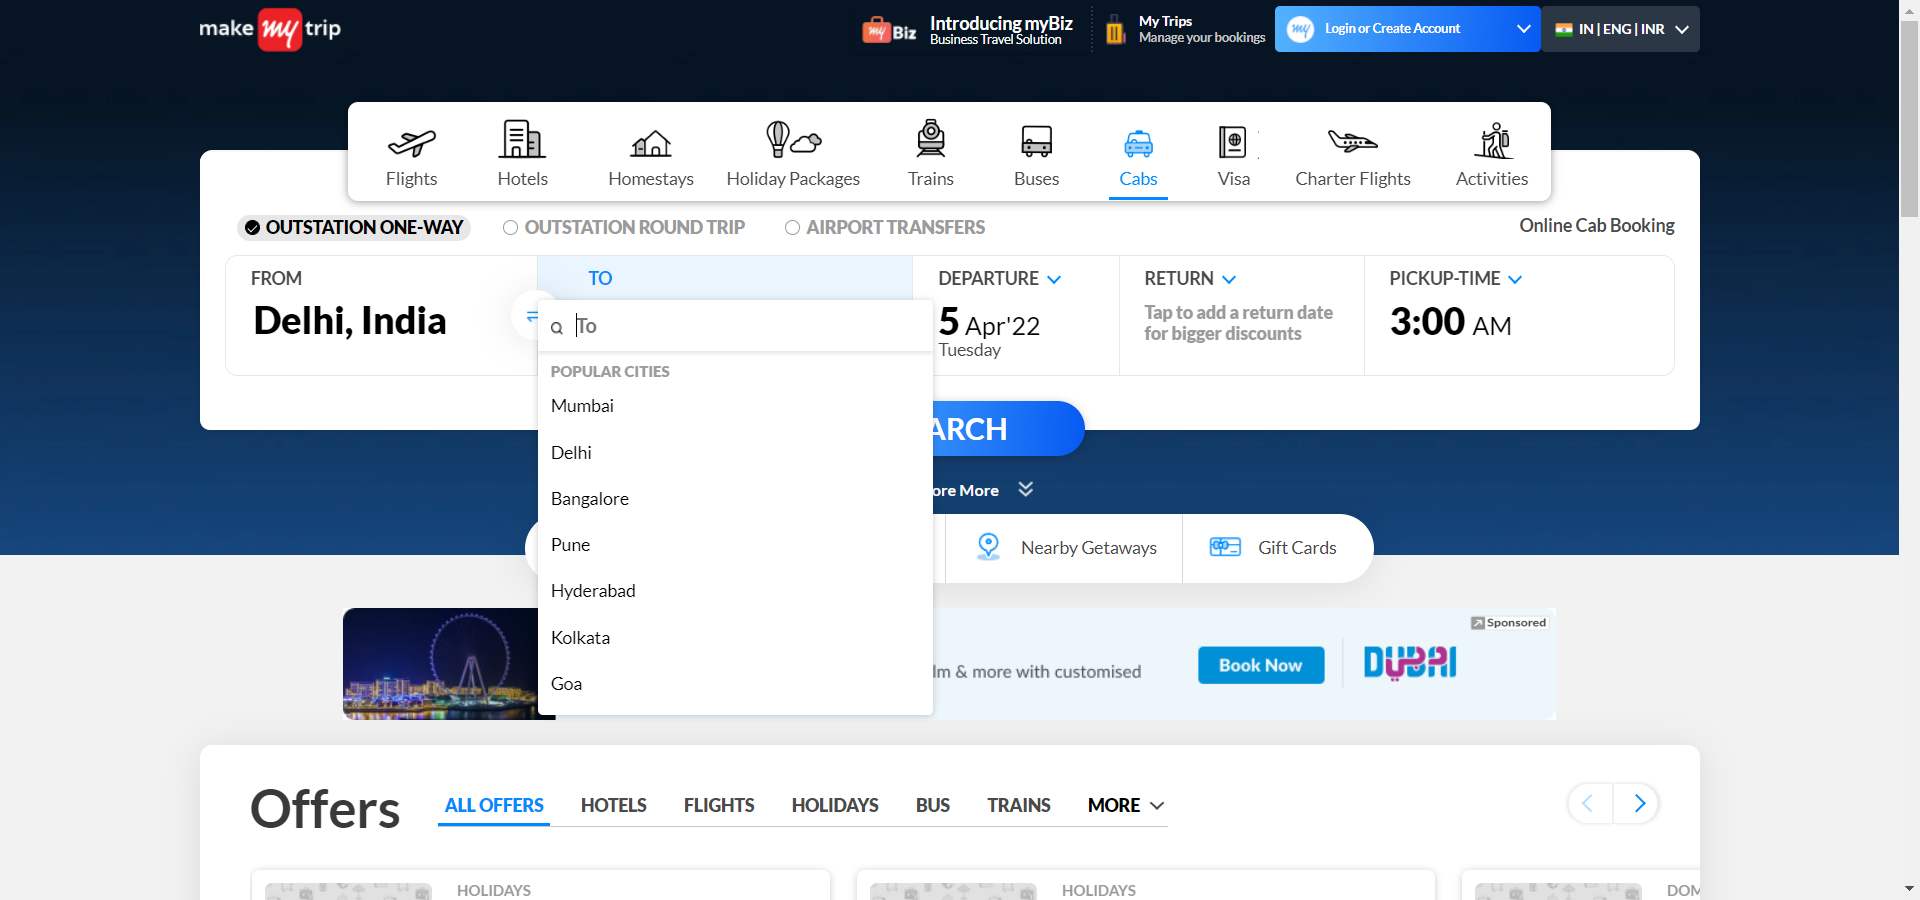 make my trip
my Biz
Introducing myBiz
Business Travel Solution
My Trips
Manage your bookings
my
Login or Create Account
IN | ENG | INR
Flights
Hotels
Homestays
Holiday Packages
Trains
Buses
Cabs
Visa
Charter Flights
Activities
OUTSTATION ONE-WAY
OUTSTATION ROUND TRIP
AIRPORT TRANSFERS
Online Cab Booking
FROM
Delhi, India
TO
DEPARTURE
5 Apr'22
Tuesday
RETURN
Tap to add a return date
for bigger discounts
PICKUP-TIME
3:00 AM
To
POPULAR CITIES
Mumbai
Delhi
Bangalore
Pune
Hyderabad
Kolkata
Goa
ARCH
ore More
Nearby Getaways
Gift Cards
lm & more with customised
Book Now
Sponsored
DUBAI
Offers
ALL OFFERS
HOTELS
FLIGHTS
HOLIDAYS
BUS
TRAINS
MORE
HOLIDAYS
HOLIDAYS
DOM